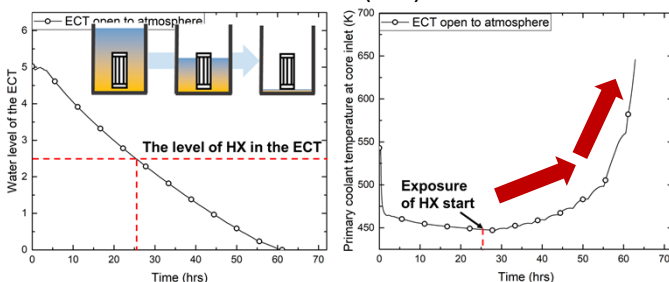 ECT open to atmosphere
6
5
4
3
2
1
0
Water level of the ECT
The level of HX in the ECT
0 10 20 30 40 50 60 70
Time (hrs)
ECT open to atmosphere
700
650
600
550
500
450
Primary coolant temperature at core inlet (K)
Exposure
of HX start
0 10 20 30 40 50 60 70
Time (hrs)